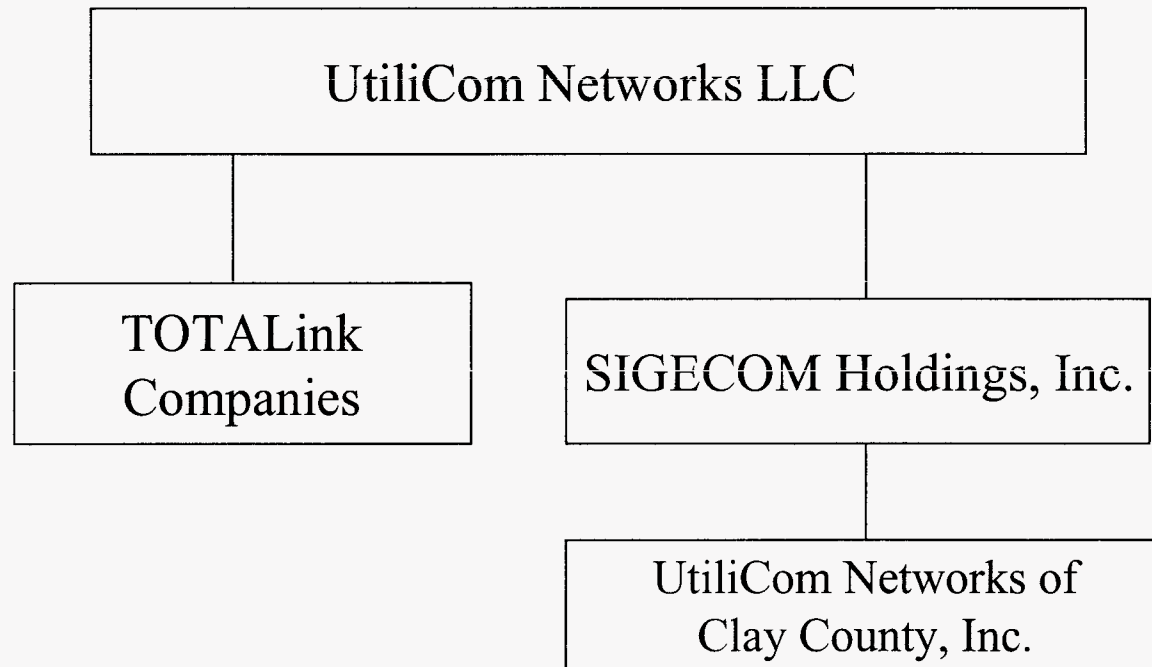 UtiliCom Networks LLC
TOTALink
Companies
SIGECOM Holdings, Inc.
UtiliCom Networks of
Clay County, Inc.